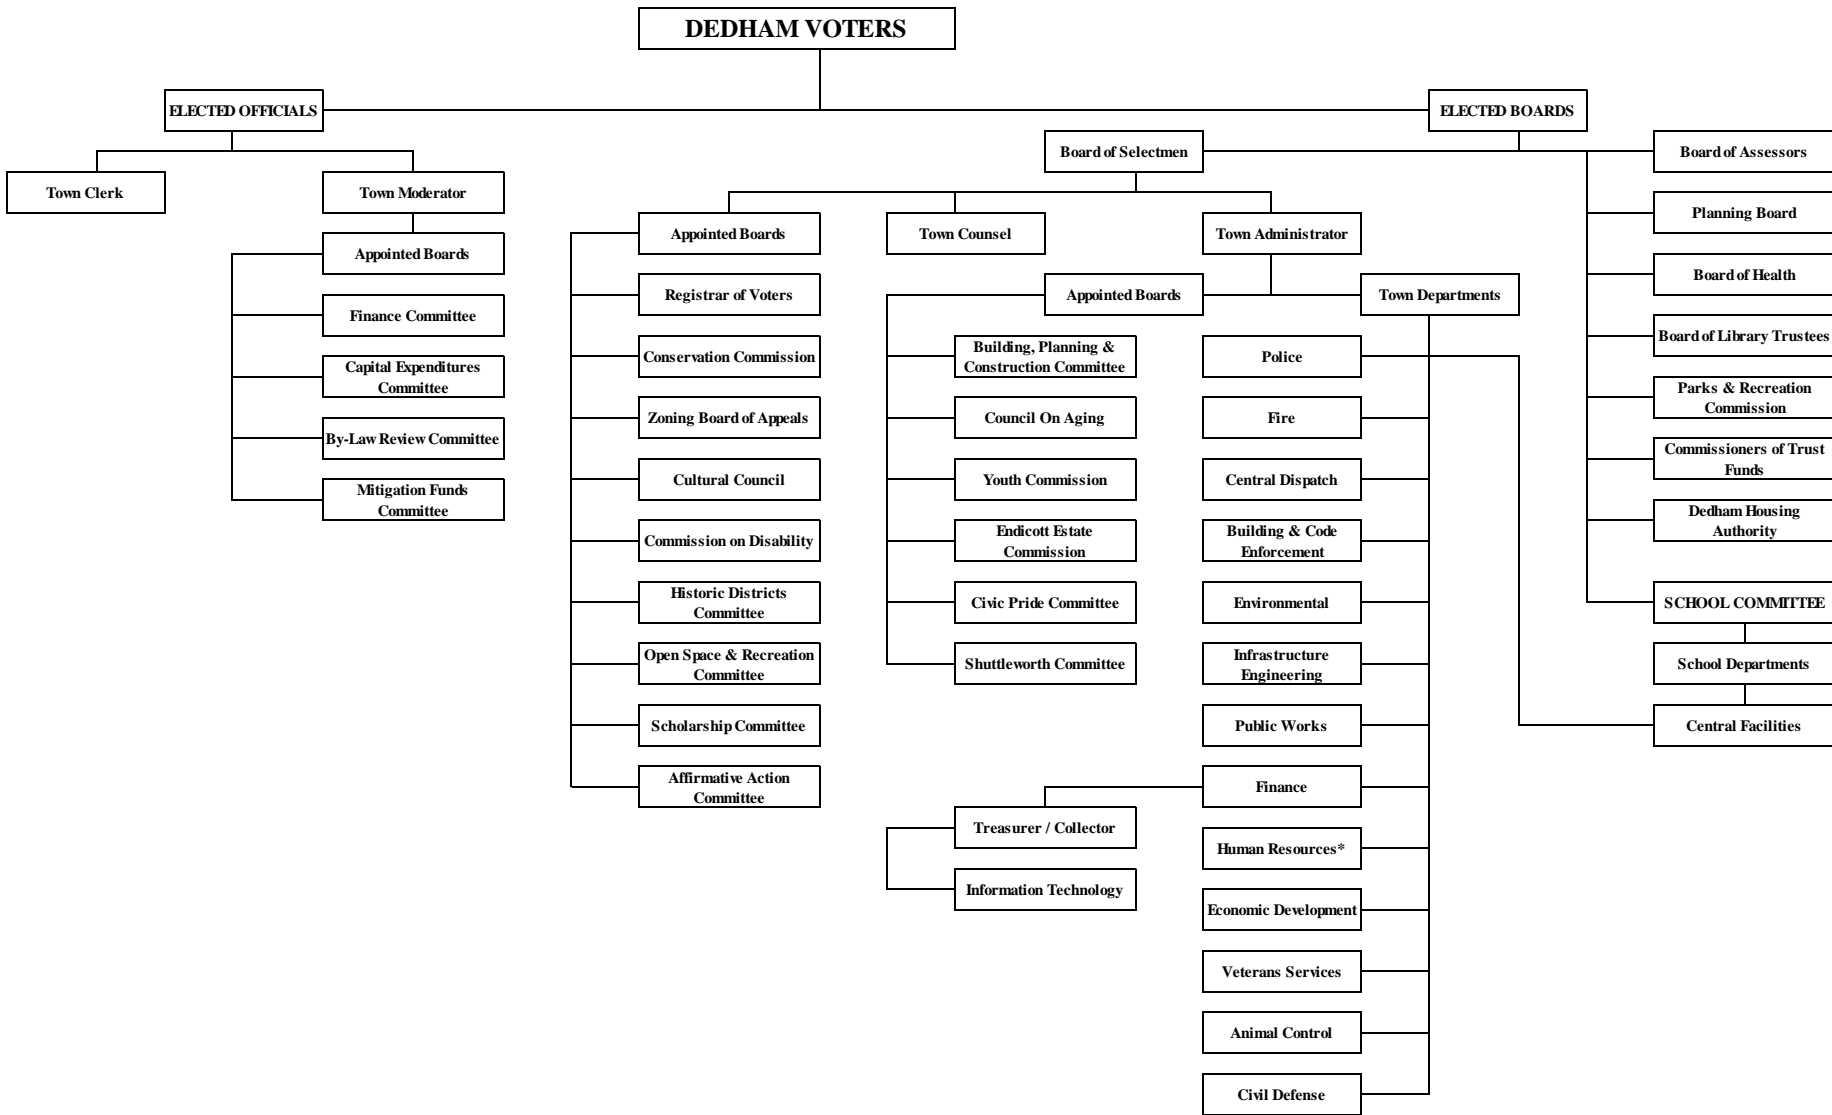 DEDHAM VOTERS
ELECTED OFFICIALS
ELECTED BOARDS
Town Clerk
Town Moderator
Appointed Boards
Finance Committee
Capital Expenditures
Committee
By-Law Review Committee
Mitigation Funds
Committee
Board of Selectmen
Appointed Boards
Registrar of Voters
Conservation Commission
Zoning Board of Appeals
Cultural Council
Commission on Disability
Historic Districts
Committee
Open Space & Recreation
Committee
Scholarship Committee
Affirmative Action
Committee
Town Counsel
Town Administrator
Appointed Boards
Building, Planning &
Construction Committee
Council On Aging
Youth Commission
Endicott Estate
Commission
Civic Pride Committee
Shuttleworth Committee
Town Departments
Police
Fire
Central Dispatch
Building & Code
Enforcement
Environmental
Infrastructure
Engineering
Public Works
Finance
Treasurer / Collector
Information Technology
Human Resources*
Economic Development
Veterans Services
Animal Control
Civil Defense
Board of Assessors
Planning Board
Board of Health
Board of Library Trustees
Parks & Recreation
Commission
Commissioners of Trust
Funds
Dedham Housing
Authority
SCHOOL COMMITTEE
School Departments
Central Facilities